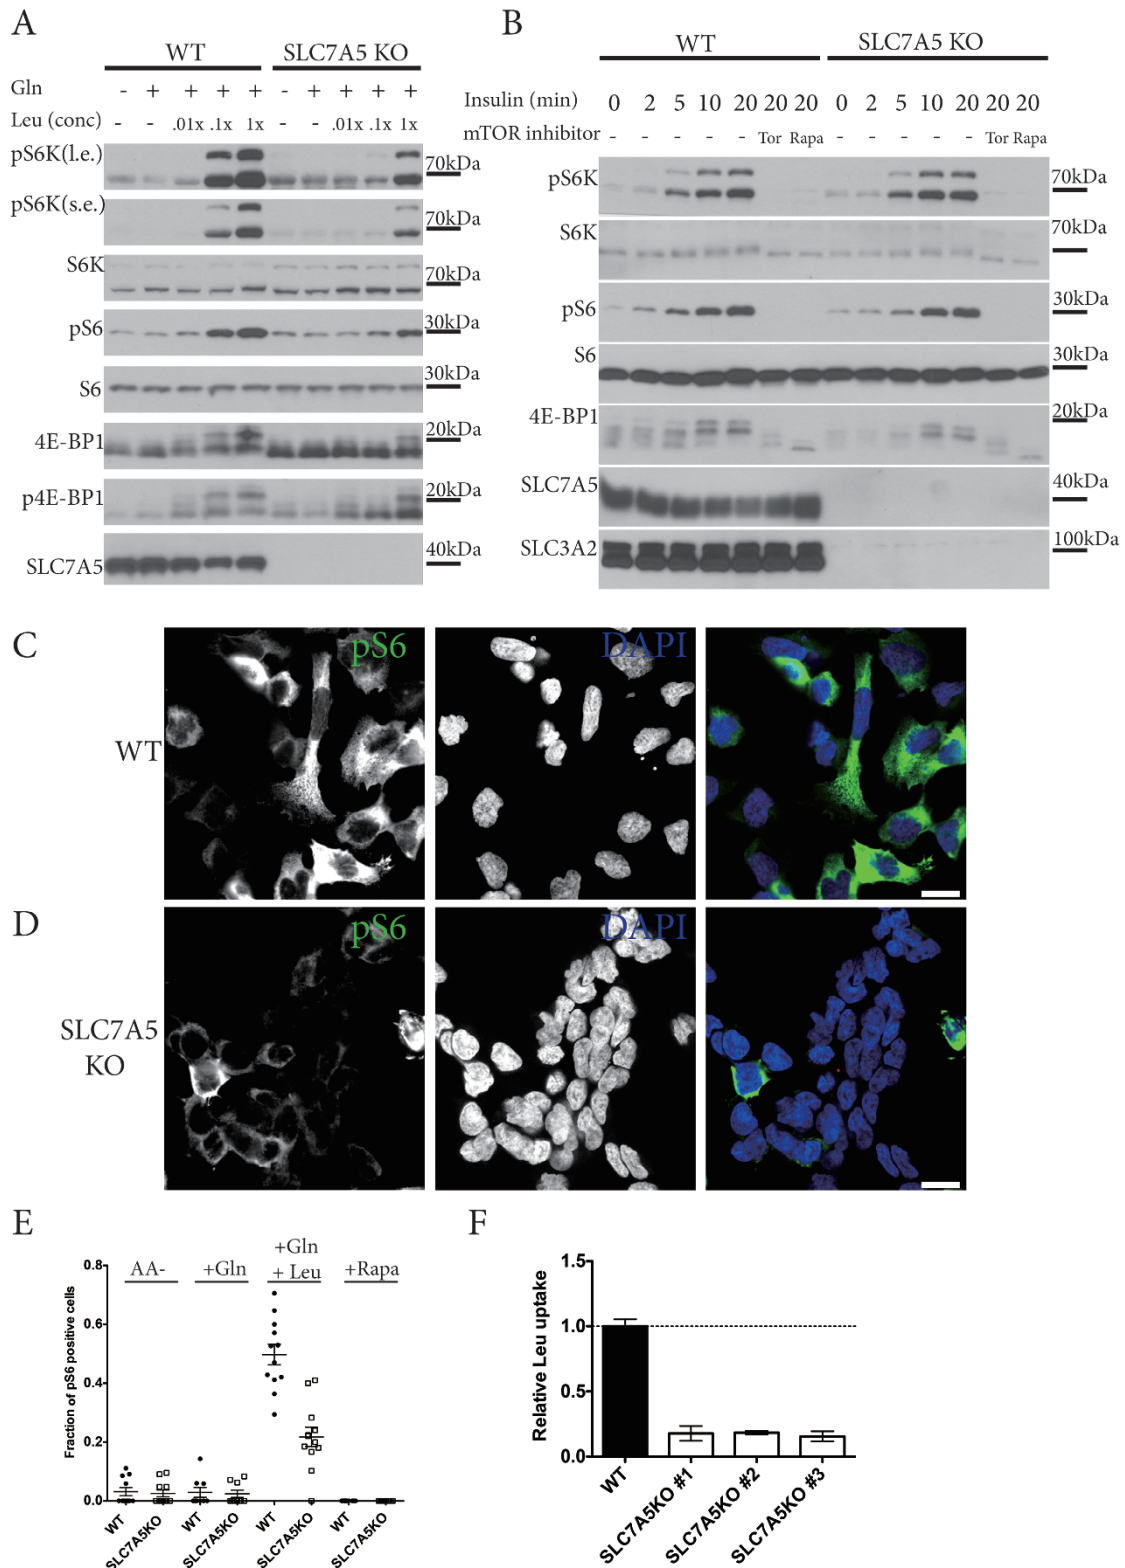 A
WT SLC7A5 KO
Gln - + + + + - + + + +
Leu (conc) - - .01x .1x 1x - - .01x .1x 1x
pS6K(l.e.) 70kDa
pS6K(s.e.) 70kDa
S6K 70kDa
pS6 30kDa
S6 30kDa
4E-BP1 20kDa
p4E-BP1 20kDa
SLC7A5 40kDa
B
WT SLC7A5 KO
Insulin (min) 0 2 5 10 20 20 20 0 2 5 10 20 20 20
mTOR inhibitor - - - - - Tor Rapa - - - - - Tor Rapa
pS6K 70kDa
S6K 70kDa
pS6 30kDa
S6 30kDa
4E-BP1 20kDa
SLC7A5 40kDa
SLC3A2 100kDa
C
WT
pS6 DAPI
D
SLC7A5
KO
pS6 DAPI
E
AA- +Gln +Gln + Leu +Rapa
Fraction of pS6 positive cells
0.8
0.6
0.4
0.2
0.0
WT SLC7A5KO WT SLC7A5KO WT SLC7A5KO WT SLC7A5KO
F
Relative Leu uptake
1.5
1.0
0.5
0.0
WT SLC7A5KO #1 SLC7A5KO #2 SLC7A5KO #3